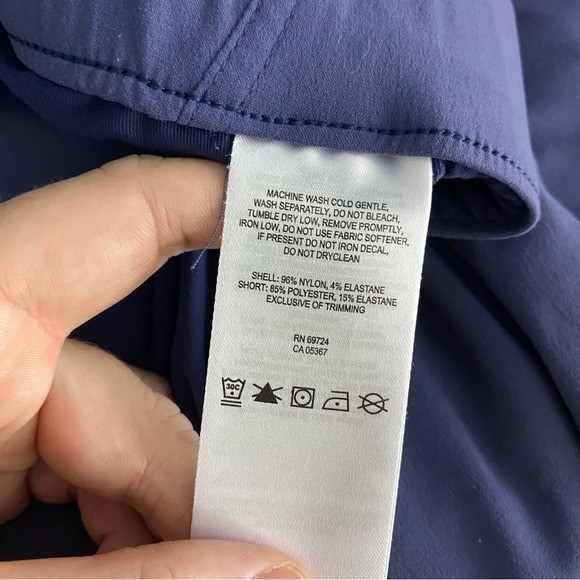 MACHINE WASH COLD GENTLE,
WASH SEPARATELY, DO NOT BLEACH,
TUMBLE DRY LOW, REMOVE PROMPTLY,
IRON LOW, DO NOT USE FABRIC SOFTENER,
IF PRESENT DO NOT IRON DECAL,
DO NOT DRYCLEAN
SHELL: 96% NYLON, 4% ELASTANE
SHORT: 85% POLYESTER, 15% ELASTANE
EXCLUSIVE OF TRIMMING
RN 69724
CA 05367
30C